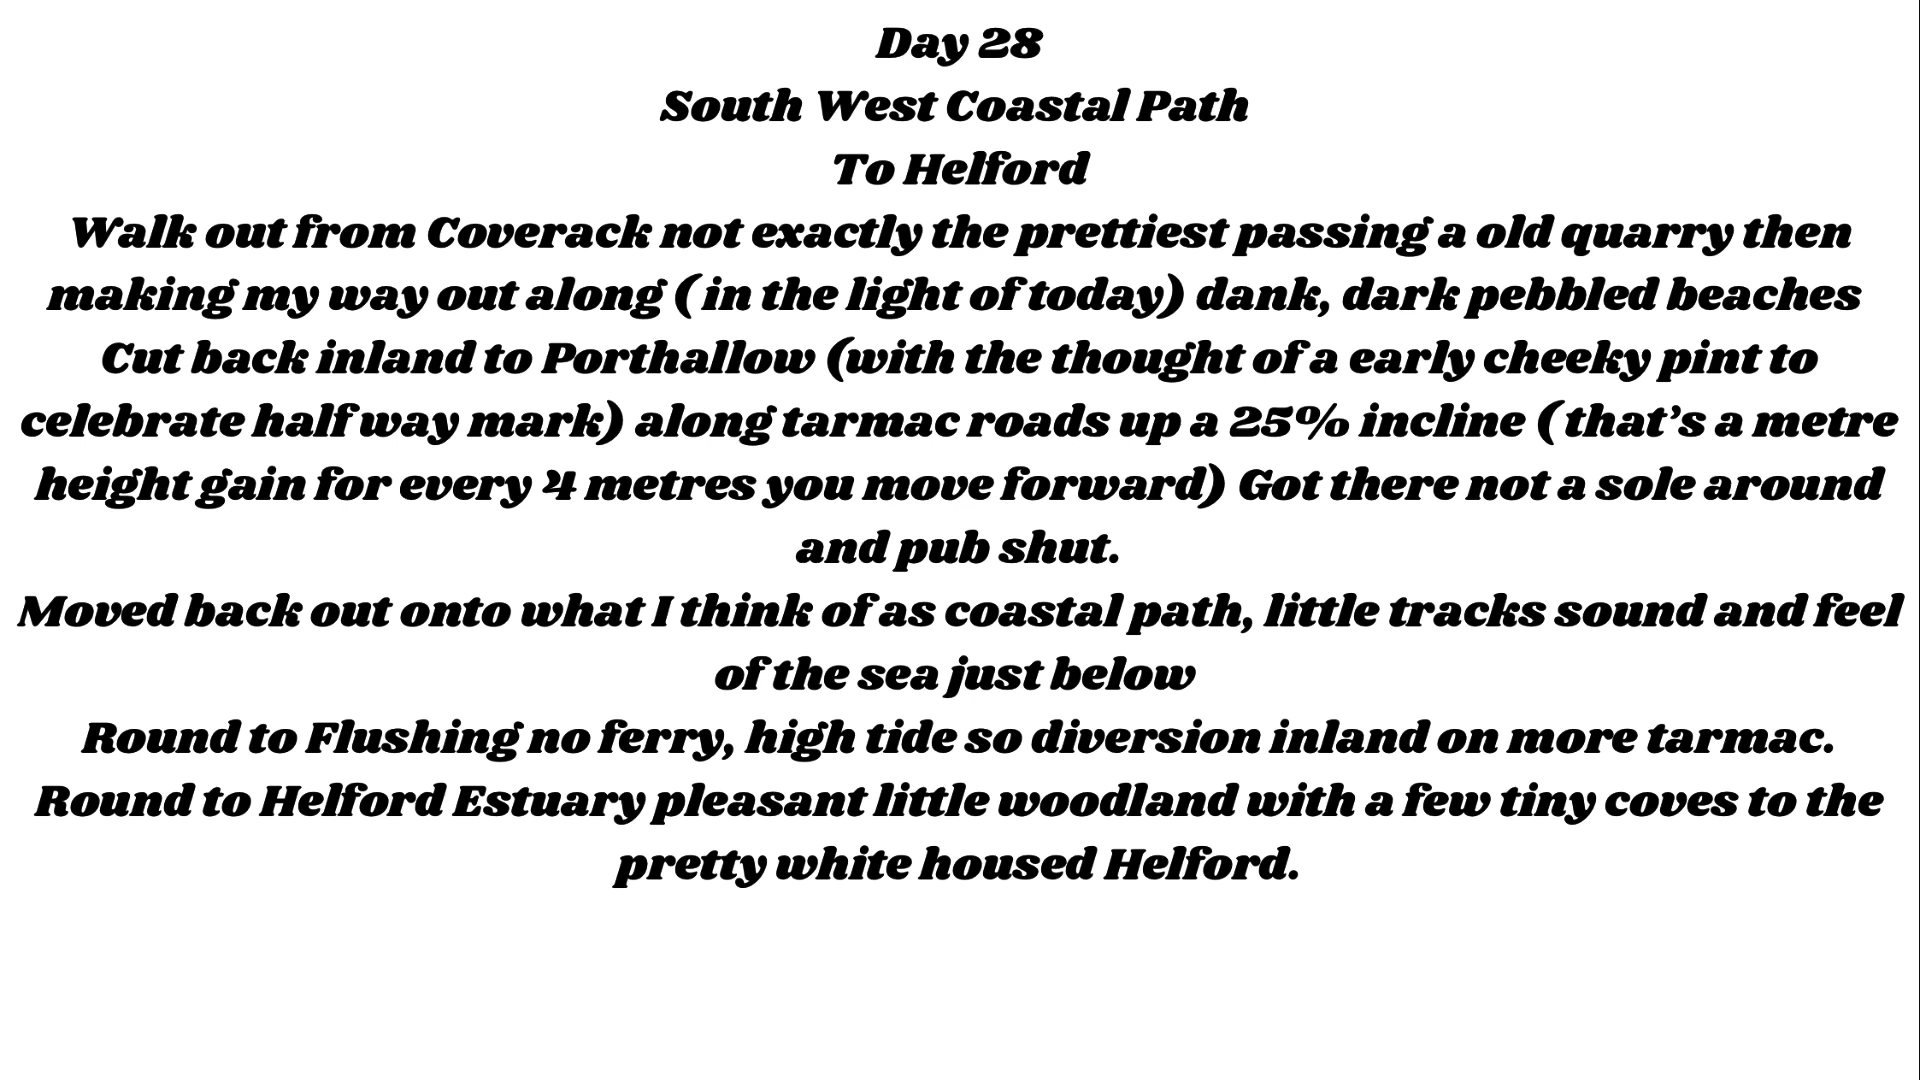 Day 28
South West Coastal Path
To Helford
Walk out from Coverack not exactly the prettiest passing a old quarry then
making my way out along ( in the light of today) dank, dark pebbled beaches
Cut back inland to Porthallow (with the thought of a early cheeky pint to
celebrate half way mark) along tarmac roads up a 25% incline ( that’s a metre
height gain for every 4 metres you move forward) Got there not a sole around
and pub shut.
Moved back out onto what I think of as coastal path, little tracks sound and feel
of the sea just below
Round to Flushing no ferry, high tide so diversion inland on more tarmac.
Round to Helford Estuary pleasant little woodland with a few tiny coves to the
pretty white housed Helford.